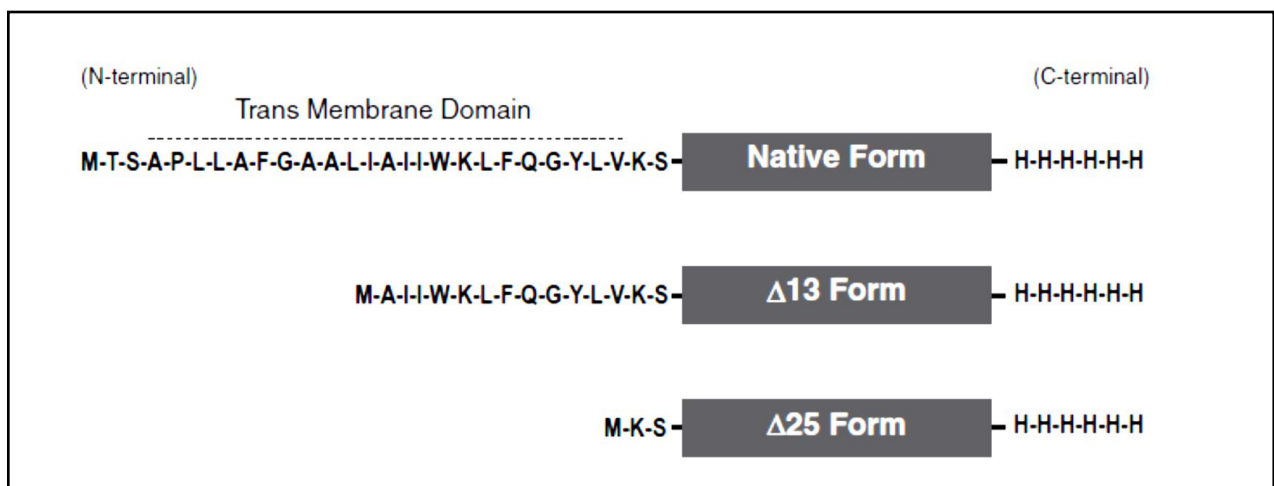 (N-terminal) (C-terminal)
Trans Membrane Domain
M-T-S-A-P-L-L-A-F-G-A-A-L-I-A-I-I-W-K-L-F-Q-G-Y-L-V-K-S- Native Form - H-H-H-H-H-H
M-A-I-I-W-K-L-F-Q-G-Y-L-V-K-S- Δ13 Form - H-H-H-H-H-H
M-K-S- Δ25 Form - H-H-H-H-H-H